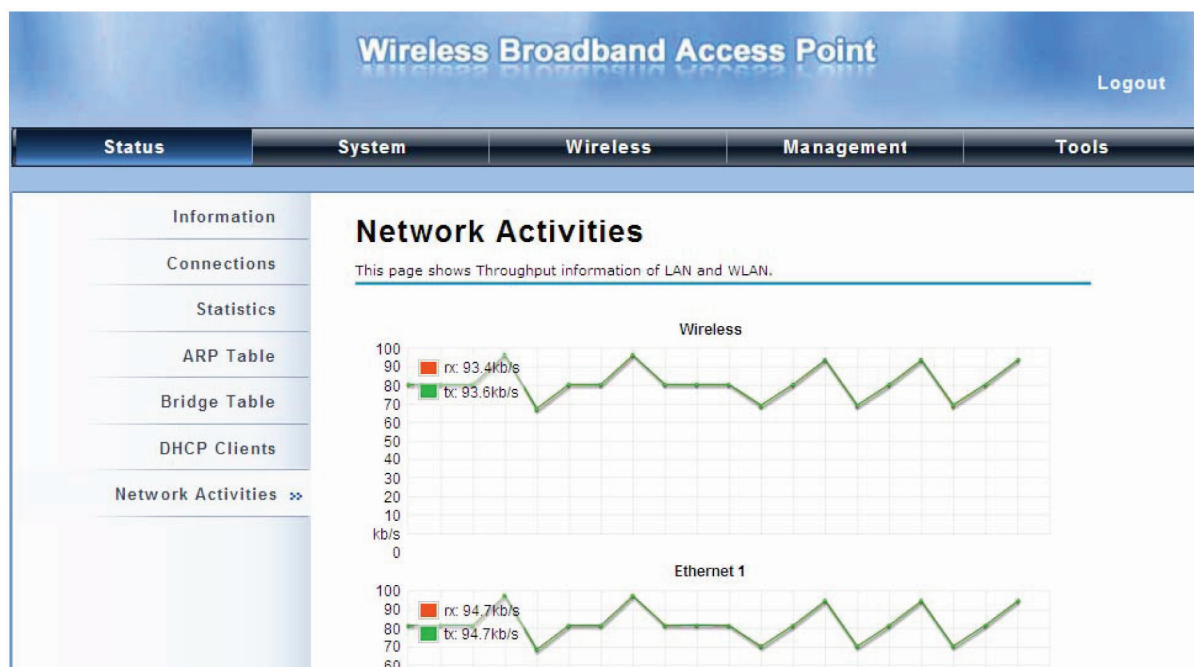 Wireless Broadband Access Point
Logout
Status System Wireless Management Tools
Information
Connections
Statistics
ARP Table
Bridge Table
DHCP Clients
Network Activities »
Network Activities
This page shows Throughput information of LAN and WLAN.
Wireless
100
90
80
70
60
50
40
30
20
10
kb/s
0
rx: 93.4kb/s
tx: 93.6kb/s
Ethernet 1
100
90
80
70
60
rx: 94.7kb/s
tx: 94.7kb/s